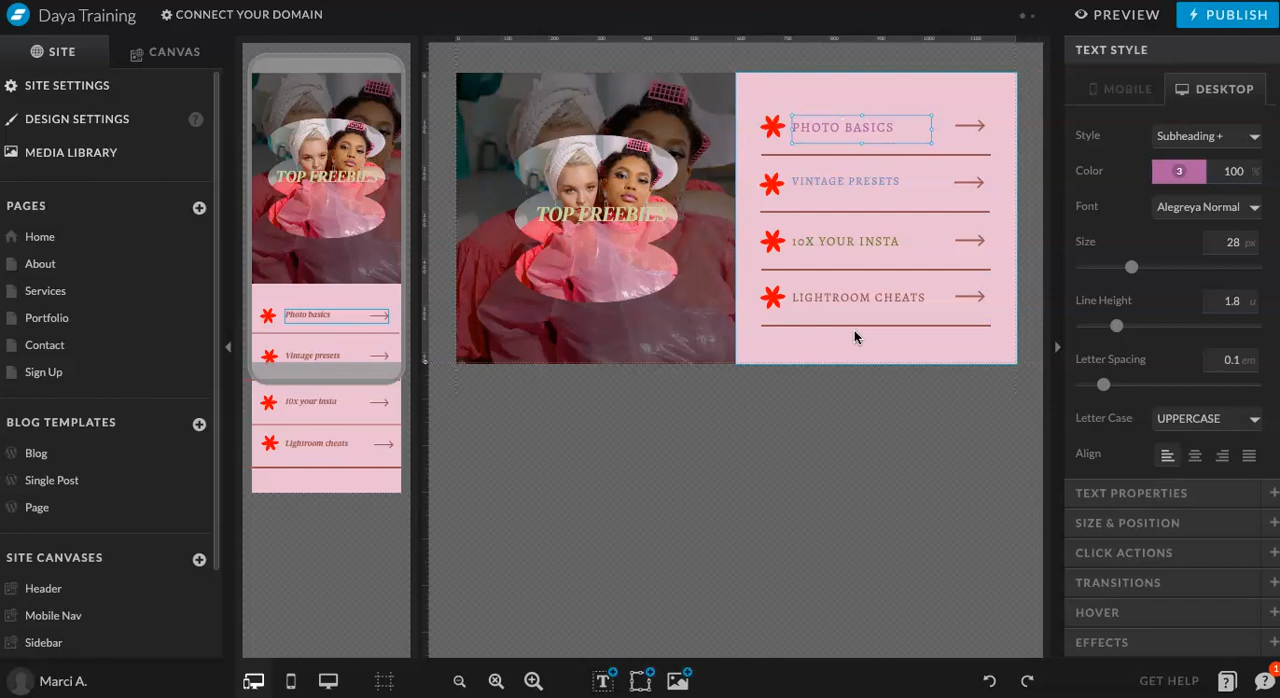 Daya Training
CONNECT YOUR DOMAIN
PREVIEW
PUBLISH
SITE
CANVAS
SITE SETTINGS
DESIGN SETTINGS
?
MEDIA LIBRARY
PAGES
Home
About
Services
Portfolio
Contact
Sign Up
BLOG TEMPLATES
Blog
Single Post
Page
SITE CANVASES
Header
Mobile Nav
Sidebar
Marci A.
TOP FREEBIES
Photo basics
Vintage presets
10x your insta
Lightroom cheats
TOP FREEBIES
PHOTO BASICS
VINTAGE PRESETS
10X YOUR INSTA
LIGHTROOM CHEATS
TEXT STYLE
MOBILE
DESKTOP
Style
Subheading +
Color
3
100 %
Font
Alegreya Normal
Size
28 px
Line Height
1.8 u
Letter Spacing
0.1 em
Letter Case
UPPERCASE
Align
TEXT PROPERTIES
SIZE & POSITION
CLICK ACTIONS
TRANSITIONS
HOVER
EFFECTS
GET HELP
?
?
1